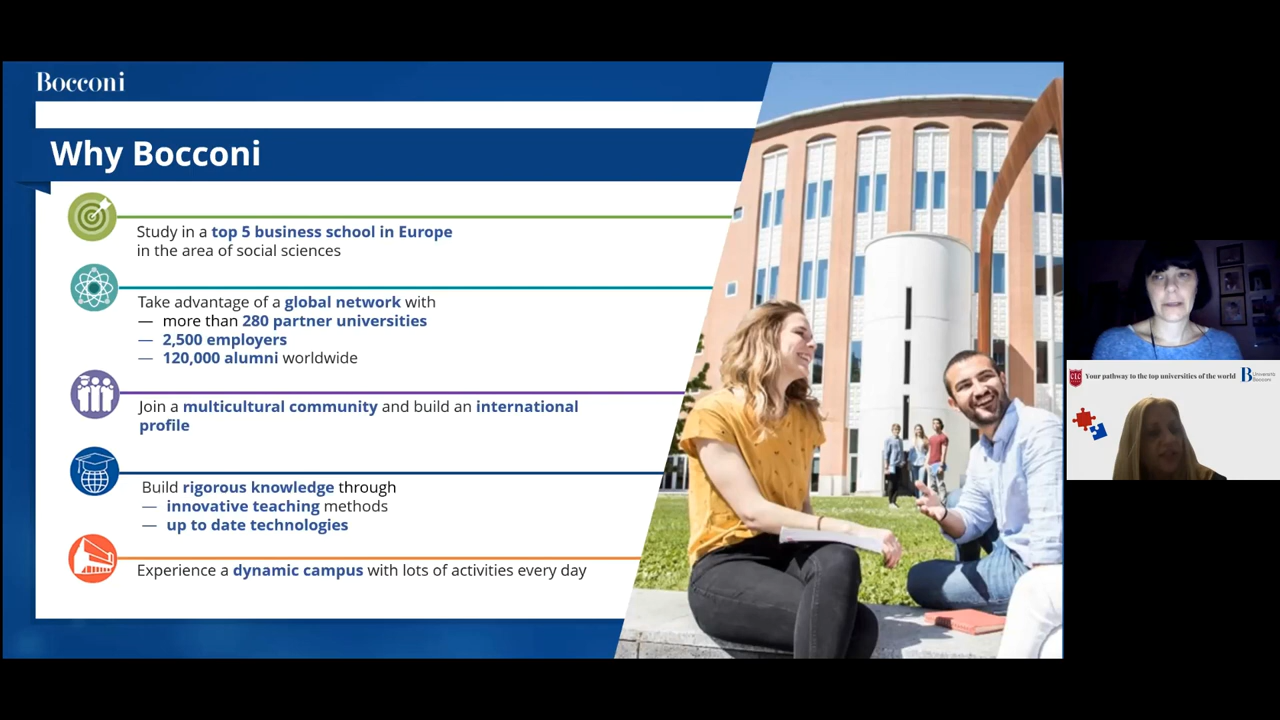 Bocconi
Why Bocconi
Study in a top 5 business school in Europe
in the area of social sciences
Take advantage of a global network with
— more than 280 partner universities
— 2,500 employers
— 120,000 alumni worldwide
Join a multicultural community and build an international
profile
Build rigorous knowledge through
— innovative teaching methods
— up to date technologies
Experience a dynamic campus with lots of activities every day
CTC Your pathway to the top universities of the world
B Università
Bocconi